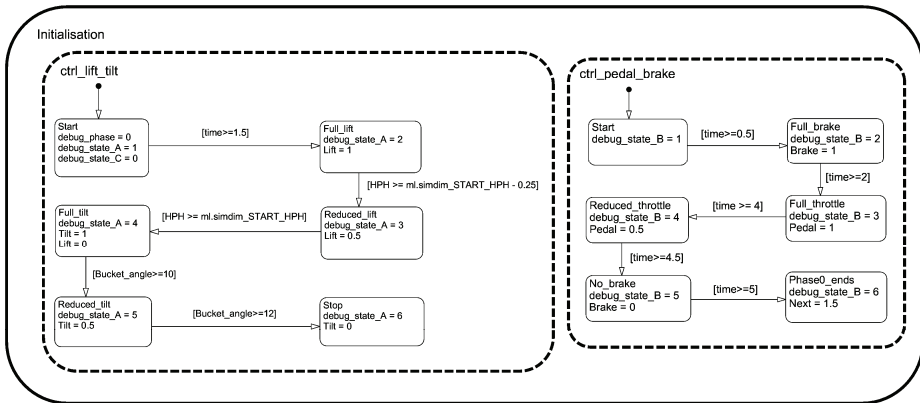 Initialisation
ctrl_lift_tilt
Start
debug_phase = 0
debug_state_A = 1
debug_state_C = 0
[time>=1.5]
Full_lift
debug_state_A = 2
Lift = 1
[HPH >= ml.simdim_START_HPH - 0.25]
Reduced_lift
debug_state_A = 3
Lift = 0.5
[HPH >= ml.simdim_START_HPH]
Full_tilt
debug_state_A = 4
Tilt = 1
Lift = 0
[Bucket_angle>=10]
Reduced_tilt
debug_state_A = 5
Tilt = 0.5
[Bucket_angle>=12]
Stop
debug_state_A = 6
Tilt = 0
ctrl_pedal_brake
Start
debug_state_B = 1
[time>=0.5]
Full_brake
debug_state_B = 2
Brake = 1
[time>=2]
Full_throttle
debug_state_B = 3
Pedal = 1
[time >= 4]
Reduced_throttle
debug_state_B = 4
Pedal = 0.5
[time>=4.5]
No_brake
debug_state_B = 5
Brake = 0
[time>=5]
Phase0_ends
debug_state_B = 6
Next = 1.5